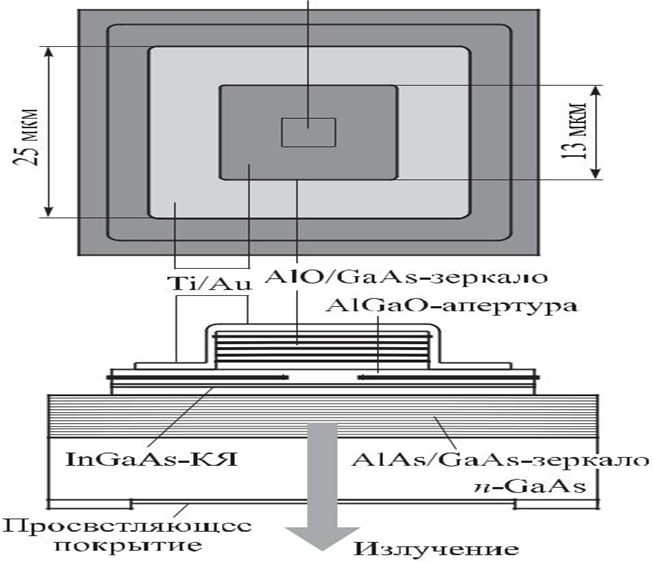 25 мкм
13 мкм
Ti/Au
AlO/GaAs-зеркало
AlGaO-апертура
InGaAs-КЯ
AlAs/GaAs-зеркало
n-GaAs
Просветляющее
покрытие
Излучение